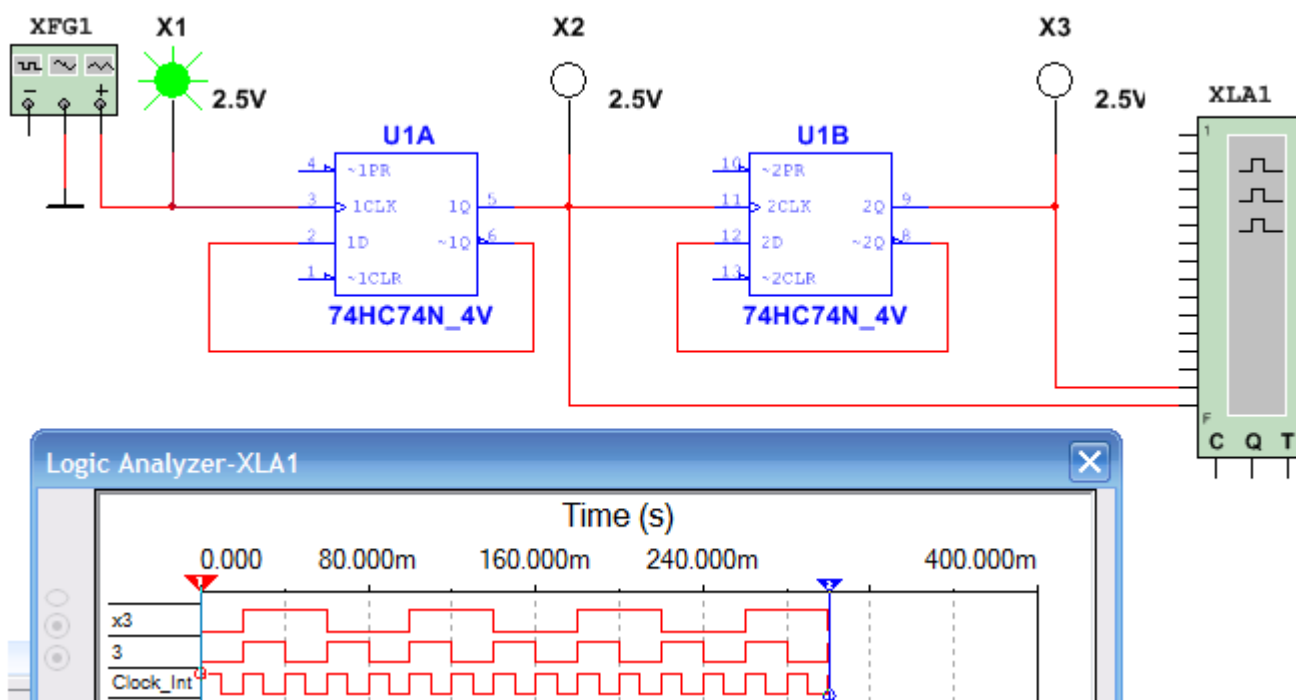 XFG1 X1 X2 X3
XLA1
2.5V 2.5V 2.5V
U1A U1B
1
4 ~1PR 10 ~2PR
3 1CLK 1Q 5 11 2CLK 2Q 9
2 1D ~1Q 6 12 2D ~2Q 8
1 ~1CLR 13 ~2CLR
74HC74N_4V 74HC74N_4V
F
C Q T
Logic Analyzer-XLA1
Time (s)
0.000 80.000m 160.000m 240.000m 400.000m
1 2
x3
3
Clock_Int